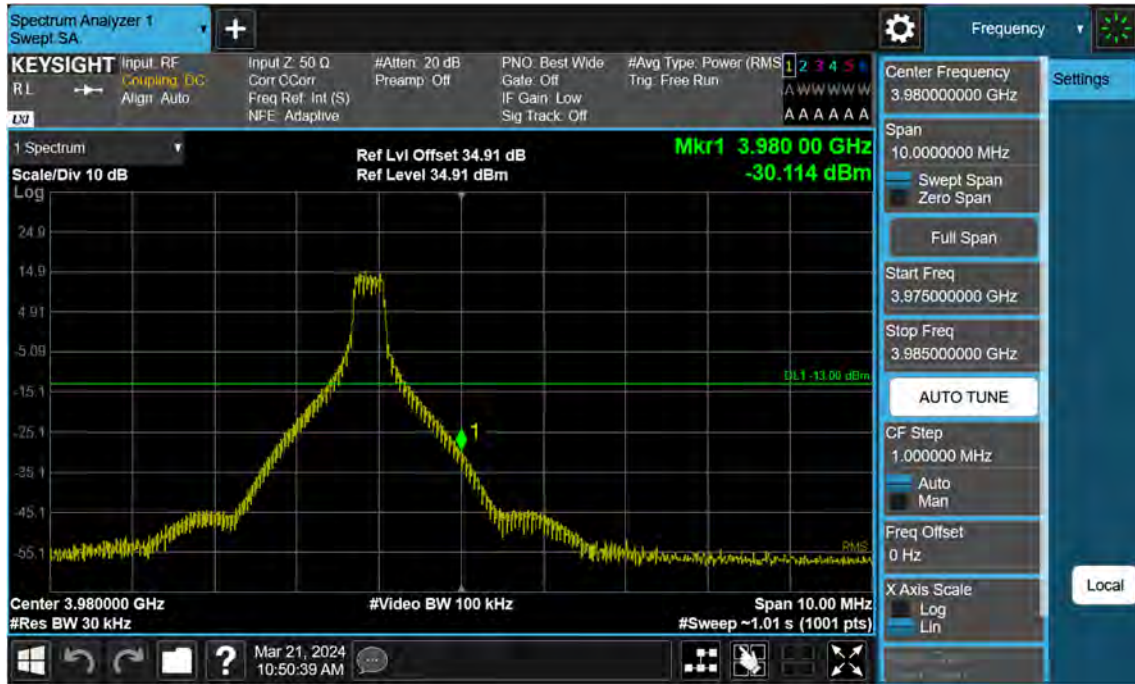 Spectrum Analyzer 1
Swept SA
+
Frequency
KEYSIGHT
RL
LXI
Input: RF
Coupling: DC
Align: Auto
Input Z: 50 Ω
Corr CCorr
Freq Ref: Int (S)
NFE: Adaptive
#Atten: 20 dB
Preamp: Off
PNO: Best Wide
Gate: Off
IF Gain: Low
Sig Track: Off
#Avg Type: Power (RMS
Trig: Free Run
1 2 3 4 5 6
A W W W W W
A A A A A A
1 Spectrum
Scale/Div 10 dB
Ref Lvl Offset 34.91 dB
Ref Level 34.91 dBm
Mkr1 3.980 00 GHz
-30.114 dBm
Log
24.9
14.9
4.91
-5.09
-15.1
-25.1
-35.1
-45.1
-55.1
DL1 -13.00 dBm
1
RMS
Center 3.980000 GHz
#Video BW 100 kHz
Span 10.00 MHz
#Res BW 30 kHz
#Sweep ~1.01 s (1001 pts)
?
Mar 21, 2024
10:50:39 AM
Center Frequency
3.980000000 GHz
Span
10.0000000 MHz
Swept Span
Zero Span
Full Span
Start Freq
3.975000000 GHz
Stop Freq
3.985000000 GHz
AUTO TUNE
CF Step
1.000000 MHz
Auto
Man
Freq Offset
0 Hz
X Axis Scale
Log
Lin
Settings
Local